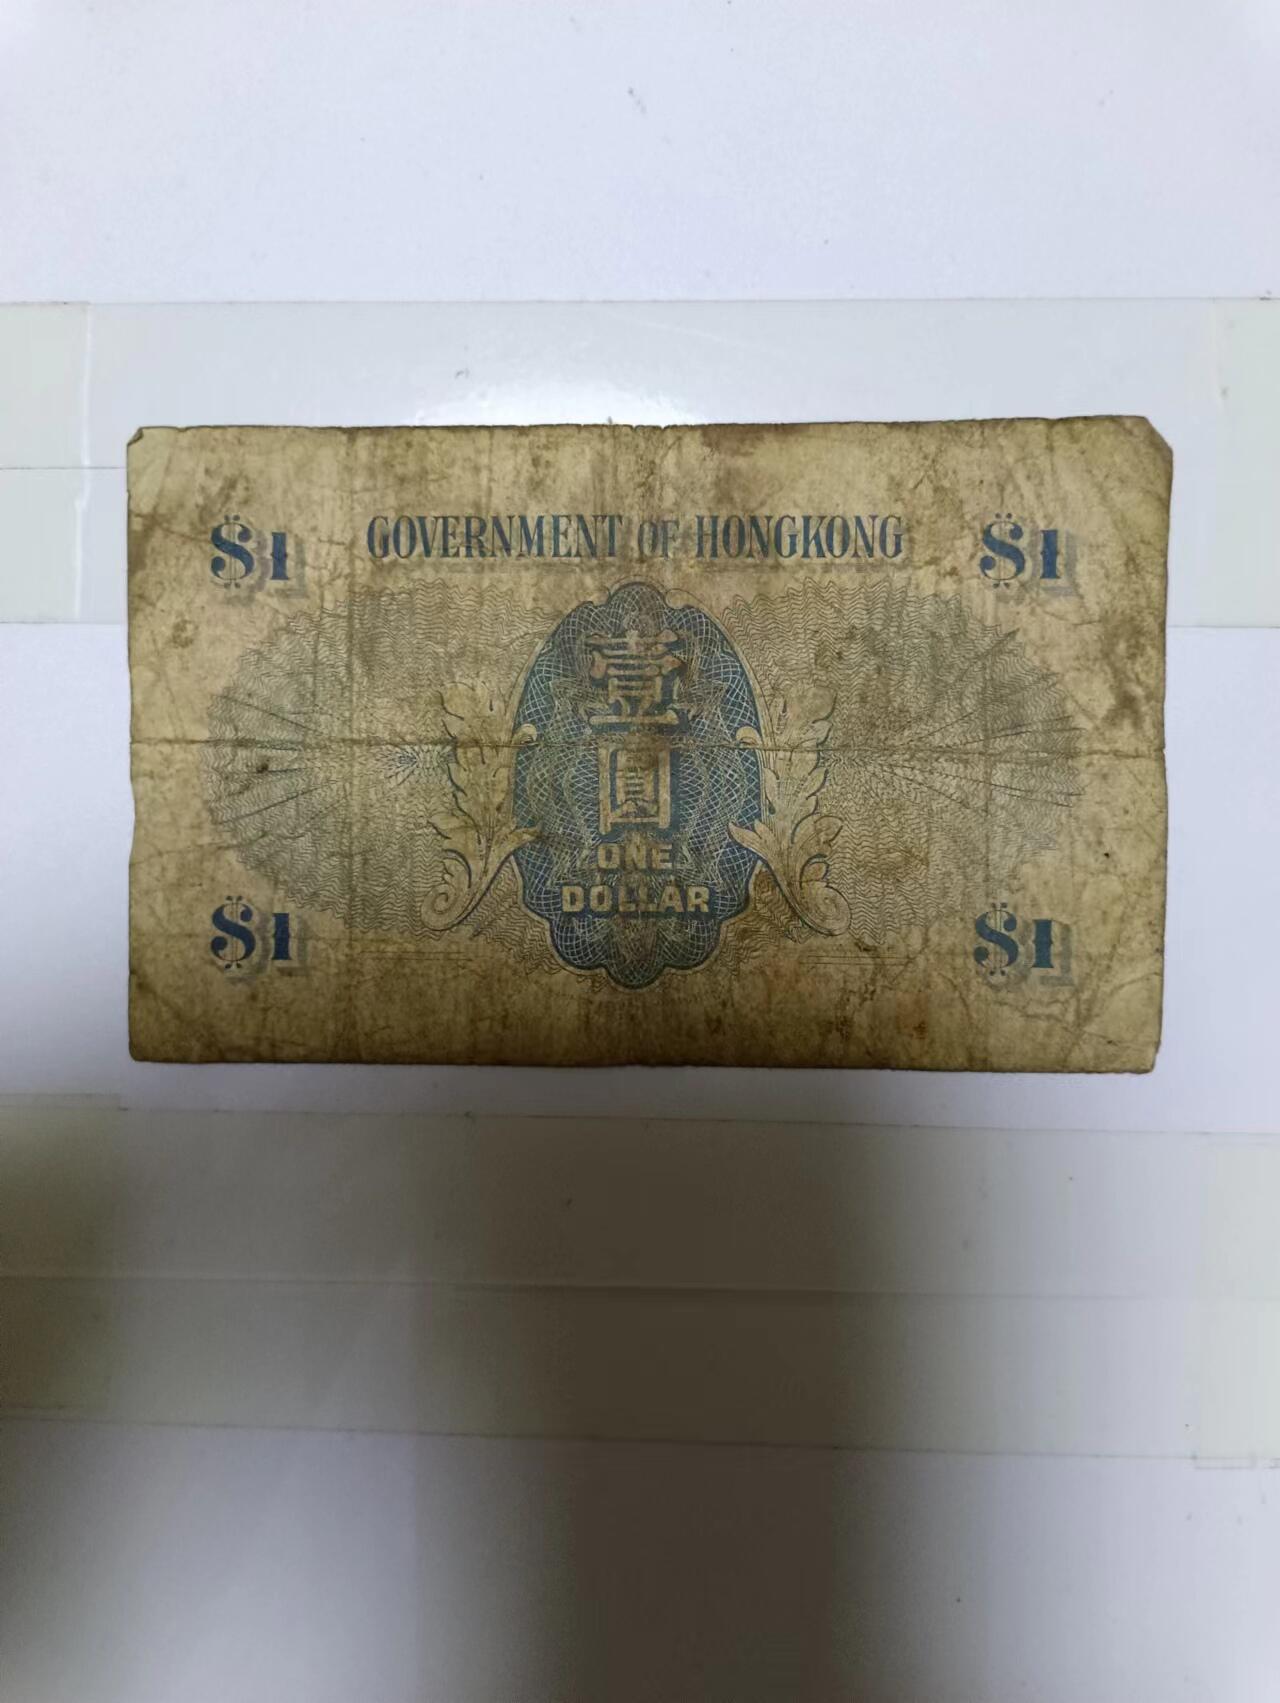 $1 GOVERNMENT OF HONGKONG $1
壹
圓
ONE
DOLLAR
$1 $1